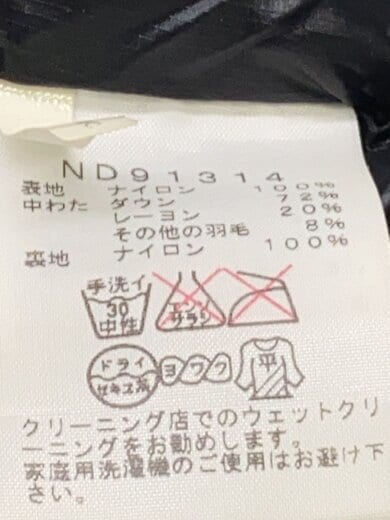 ND91314
表地 ナイロン 100%
中わた ダウン 72%
レーヨン 20%
その他の羽毛 8%
裏地 ナイロン 100%
手洗イ
30
中性
エンソ
サラシ
ドライ
セキユ系
ヨワク
平
クリーニング店でのウェットクリ
ーニングをお勧めします。
家庭用洗濯機のご使用はお避け下
さい。